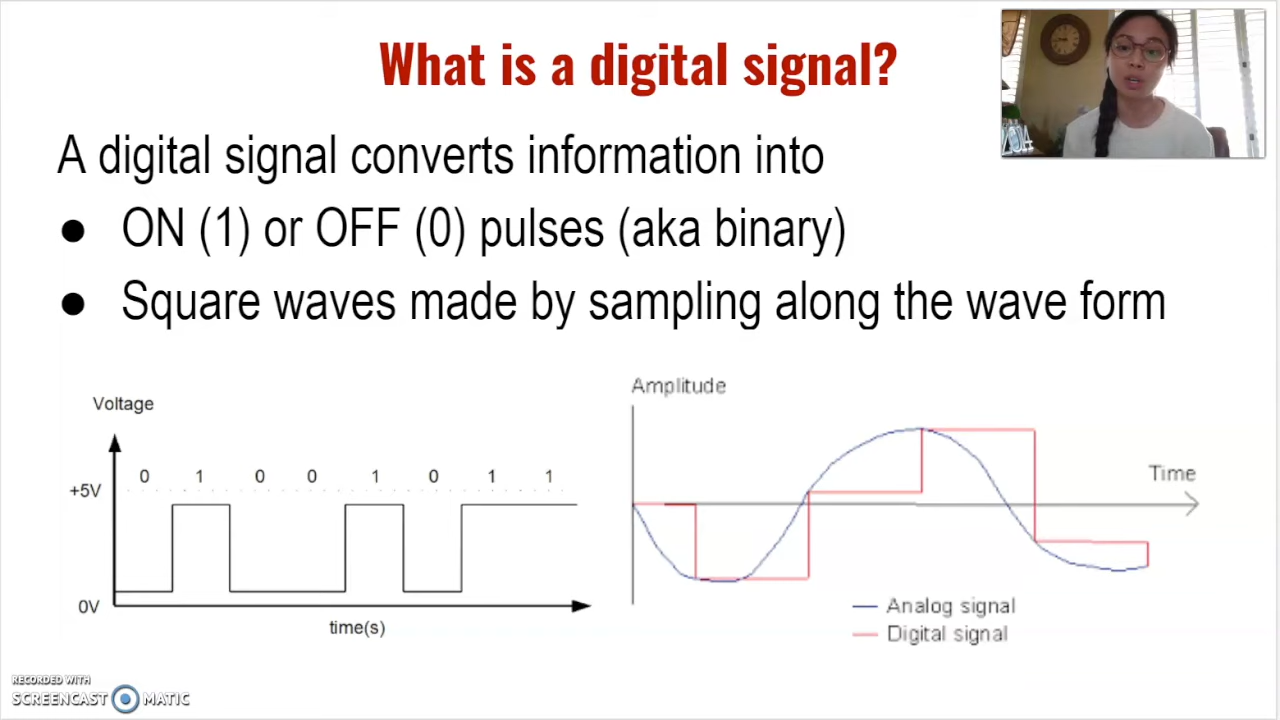 What is a digital signal?
A digital signal converts information into
● ON (1) or OFF (0) pulses (aka binary)
● Square waves made by sampling along the wave form
Voltage
0 1 0 0 1 0 1 1
+5V
0V
time(s)
Amplitude
Time
Analog signal
Digital signal
RECORDED WITH
SCREENCAST MATIC